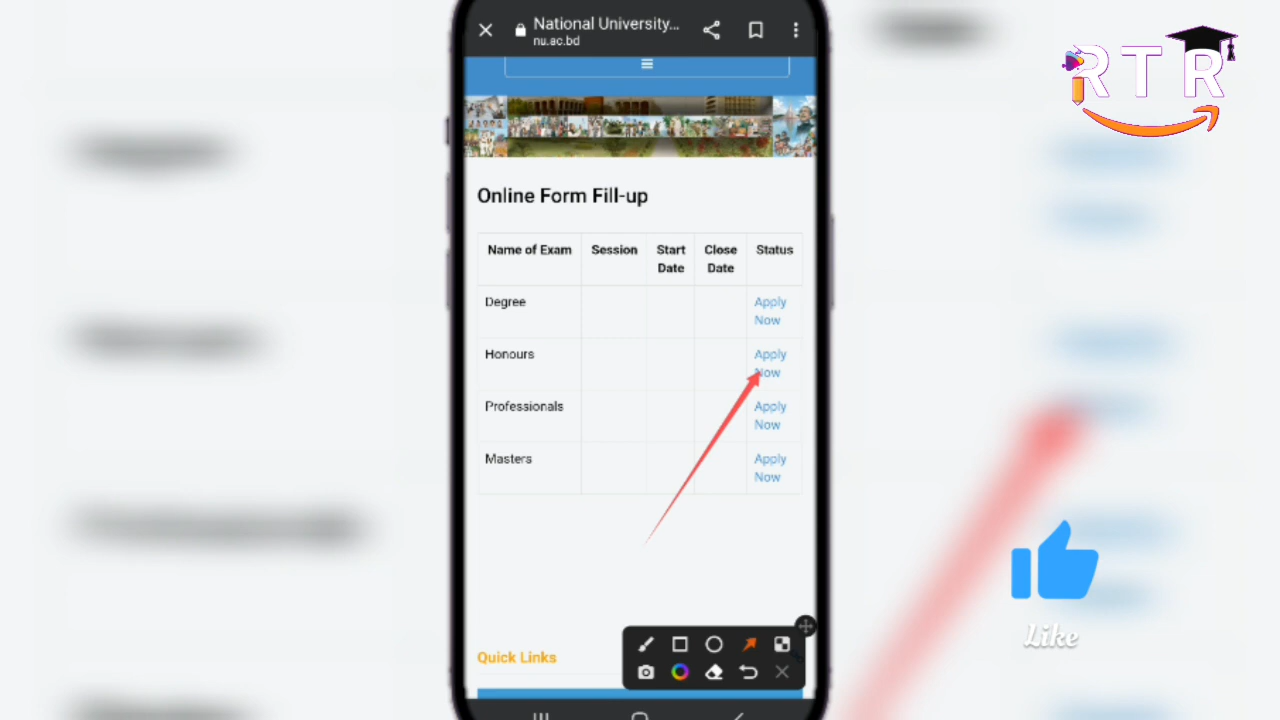 National University...
nu.ac.bd
RTR
Online Form Fill-up
Name of Exam Session Start Date Close Date Status
Degree Apply Now
Honours Apply Now
Professionals Apply Now
Masters Apply Now
Quick Links
Like